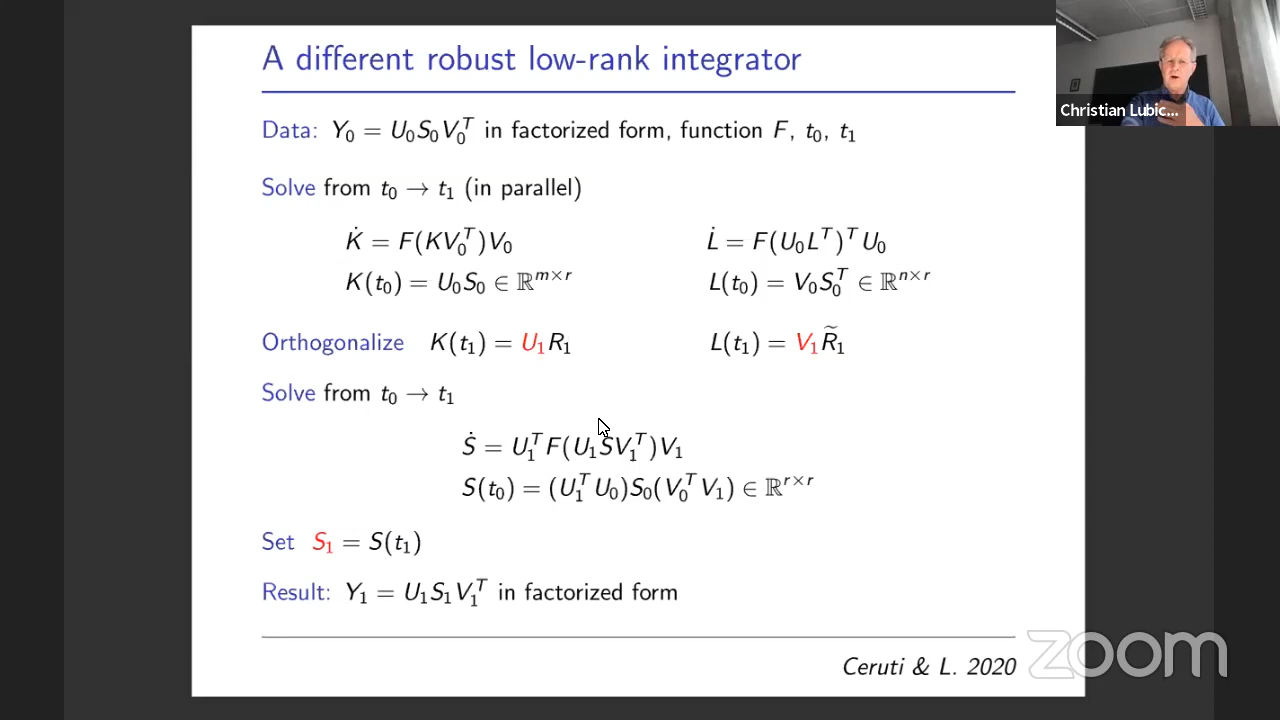 A different robust low-rank integrator
Christian Lubic...
Data: Y₀ = U₀S₀V₀ᵀ in factorized form, function F, t₀, t₁
Solve from t₀ → t₁ (in parallel)
K̇ = F(KV₀ᵀ)V₀ L̇ = F(U₀Lᵀ)ᵀU₀
K(t₀) = U₀S₀ ∈ ℝᵐˣʳ L(t₀) = V₀S₀ᵀ ∈ ℝⁿˣʳ
Orthogonalize K(t₁) = U₁R₁ L(t₁) = V₁R̃₁
Solve from t₀ → t₁
Ṡ = U₁ᵀF(U₁SV₁ᵀ)V₁
S(t₀) = (U₁ᵀU₀)S₀(V₀ᵀV₁) ∈ ℝʳˣʳ
Set S₁ = S(t₁)
Result: Y₁ = U₁S₁V₁ᵀ in factorized form
Ceruti & L. 2020
zoom